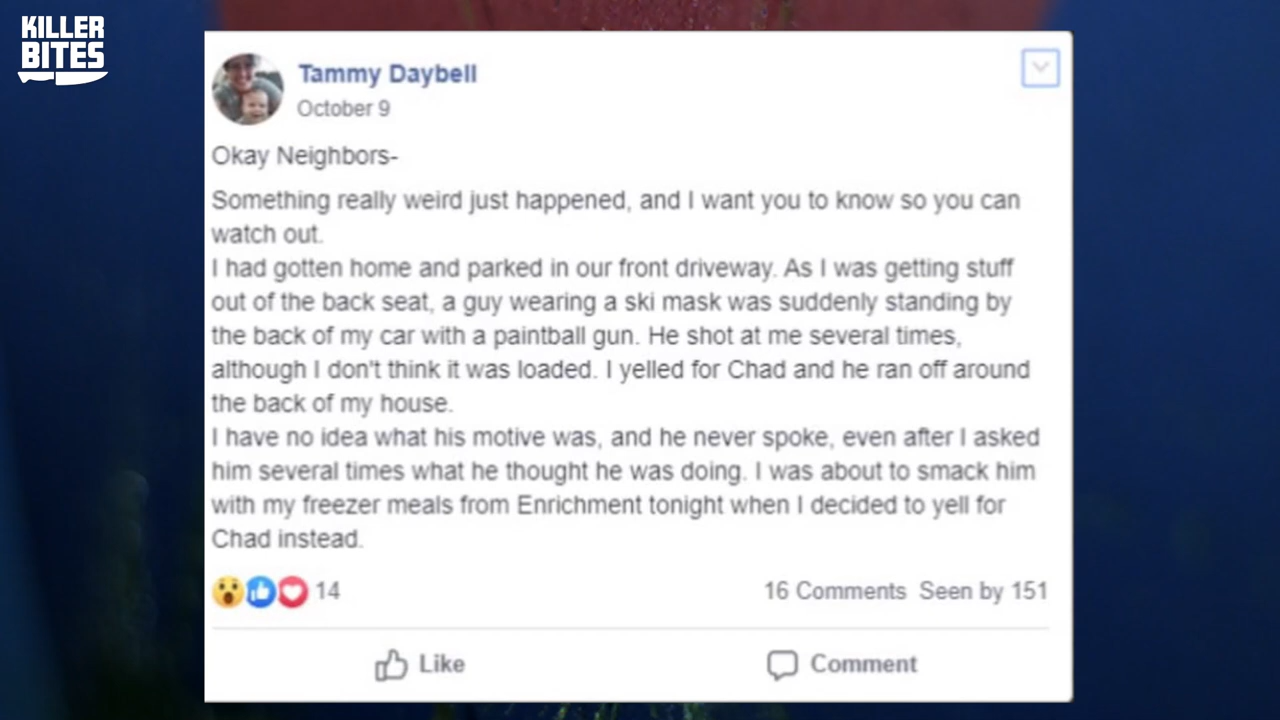 KILLER
BITES
Tammy Daybell
October 9
Okay Neighbors-
Something really weird just happened, and I want you to know so you can
watch out.
I had gotten home and parked in our front driveway. As I was getting stuff
out of the back seat, a guy wearing a ski mask was suddenly standing by
the back of my car with a paintball gun. He shot at me several times,
although I don't think it was loaded. I yelled for Chad and he ran off around
the back of my house.
I have no idea what his motive was, and he never spoke, even after I asked
him several times what he thought he was doing. I was about to smack him
with my freezer meals from Enrichment tonight when I decided to yell for
Chad instead.
14
16 Comments Seen by 151
Like
Comment